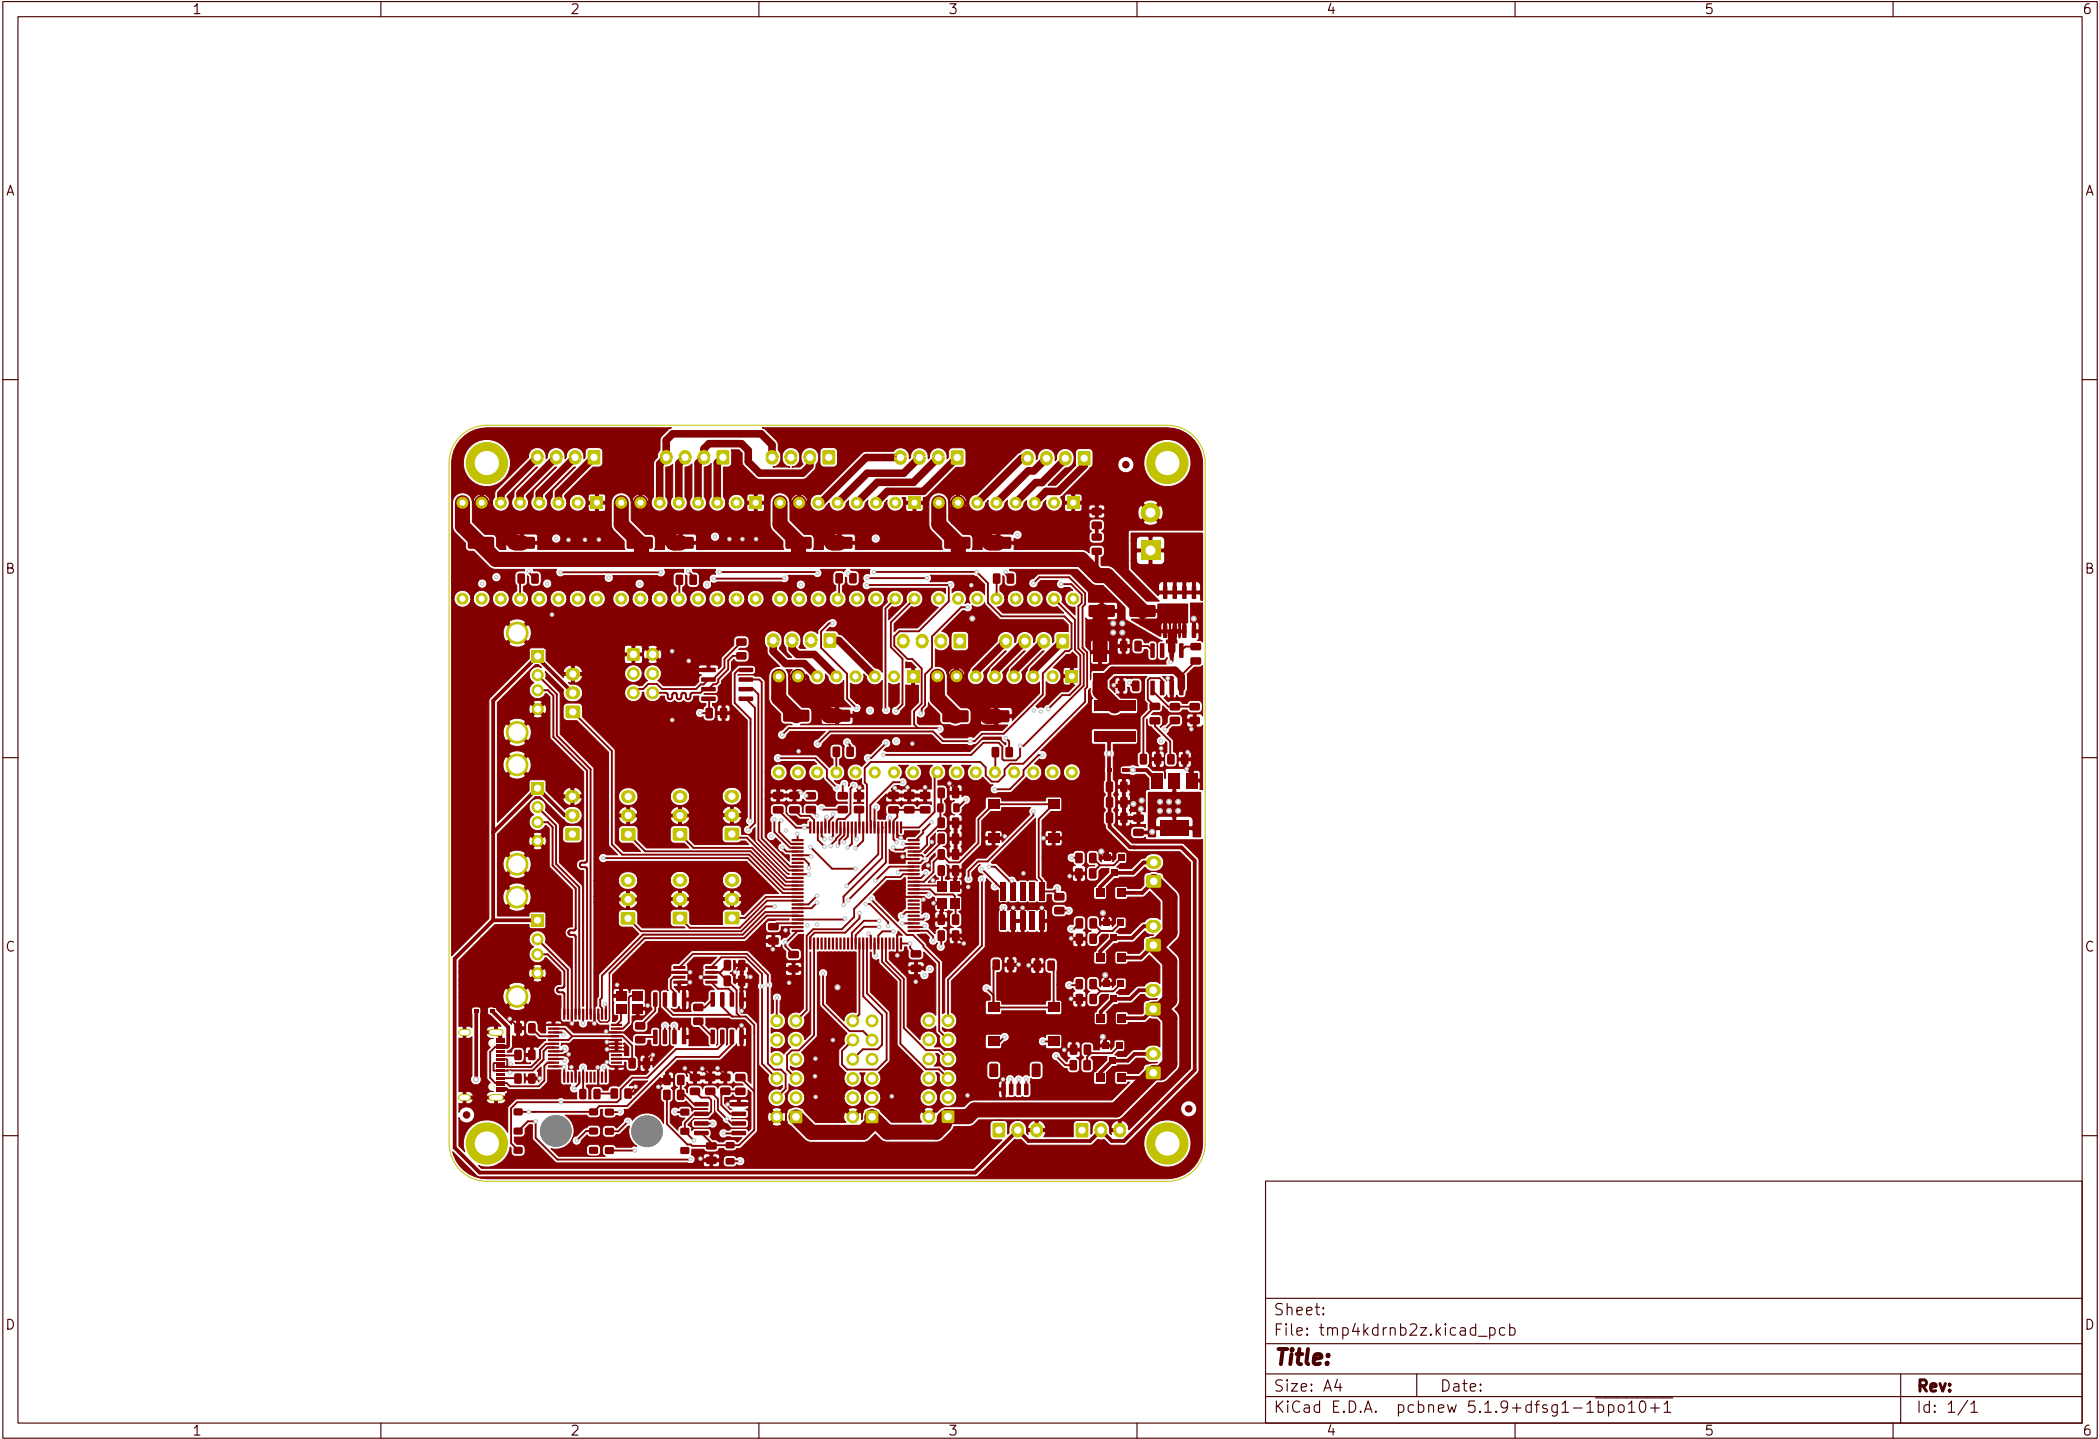 1 2 3 4 5 6
A A
B B
C C
D D
Sheet:
File: tmp4kdrnb2z.kicad_pcb
Title:
Size: A4 Date: Rev:
KiCad E.D.A. pcbnew 5.1.9+dfsg1-1bpo10+1 Id: 1/1
1 2 3 4 5 6